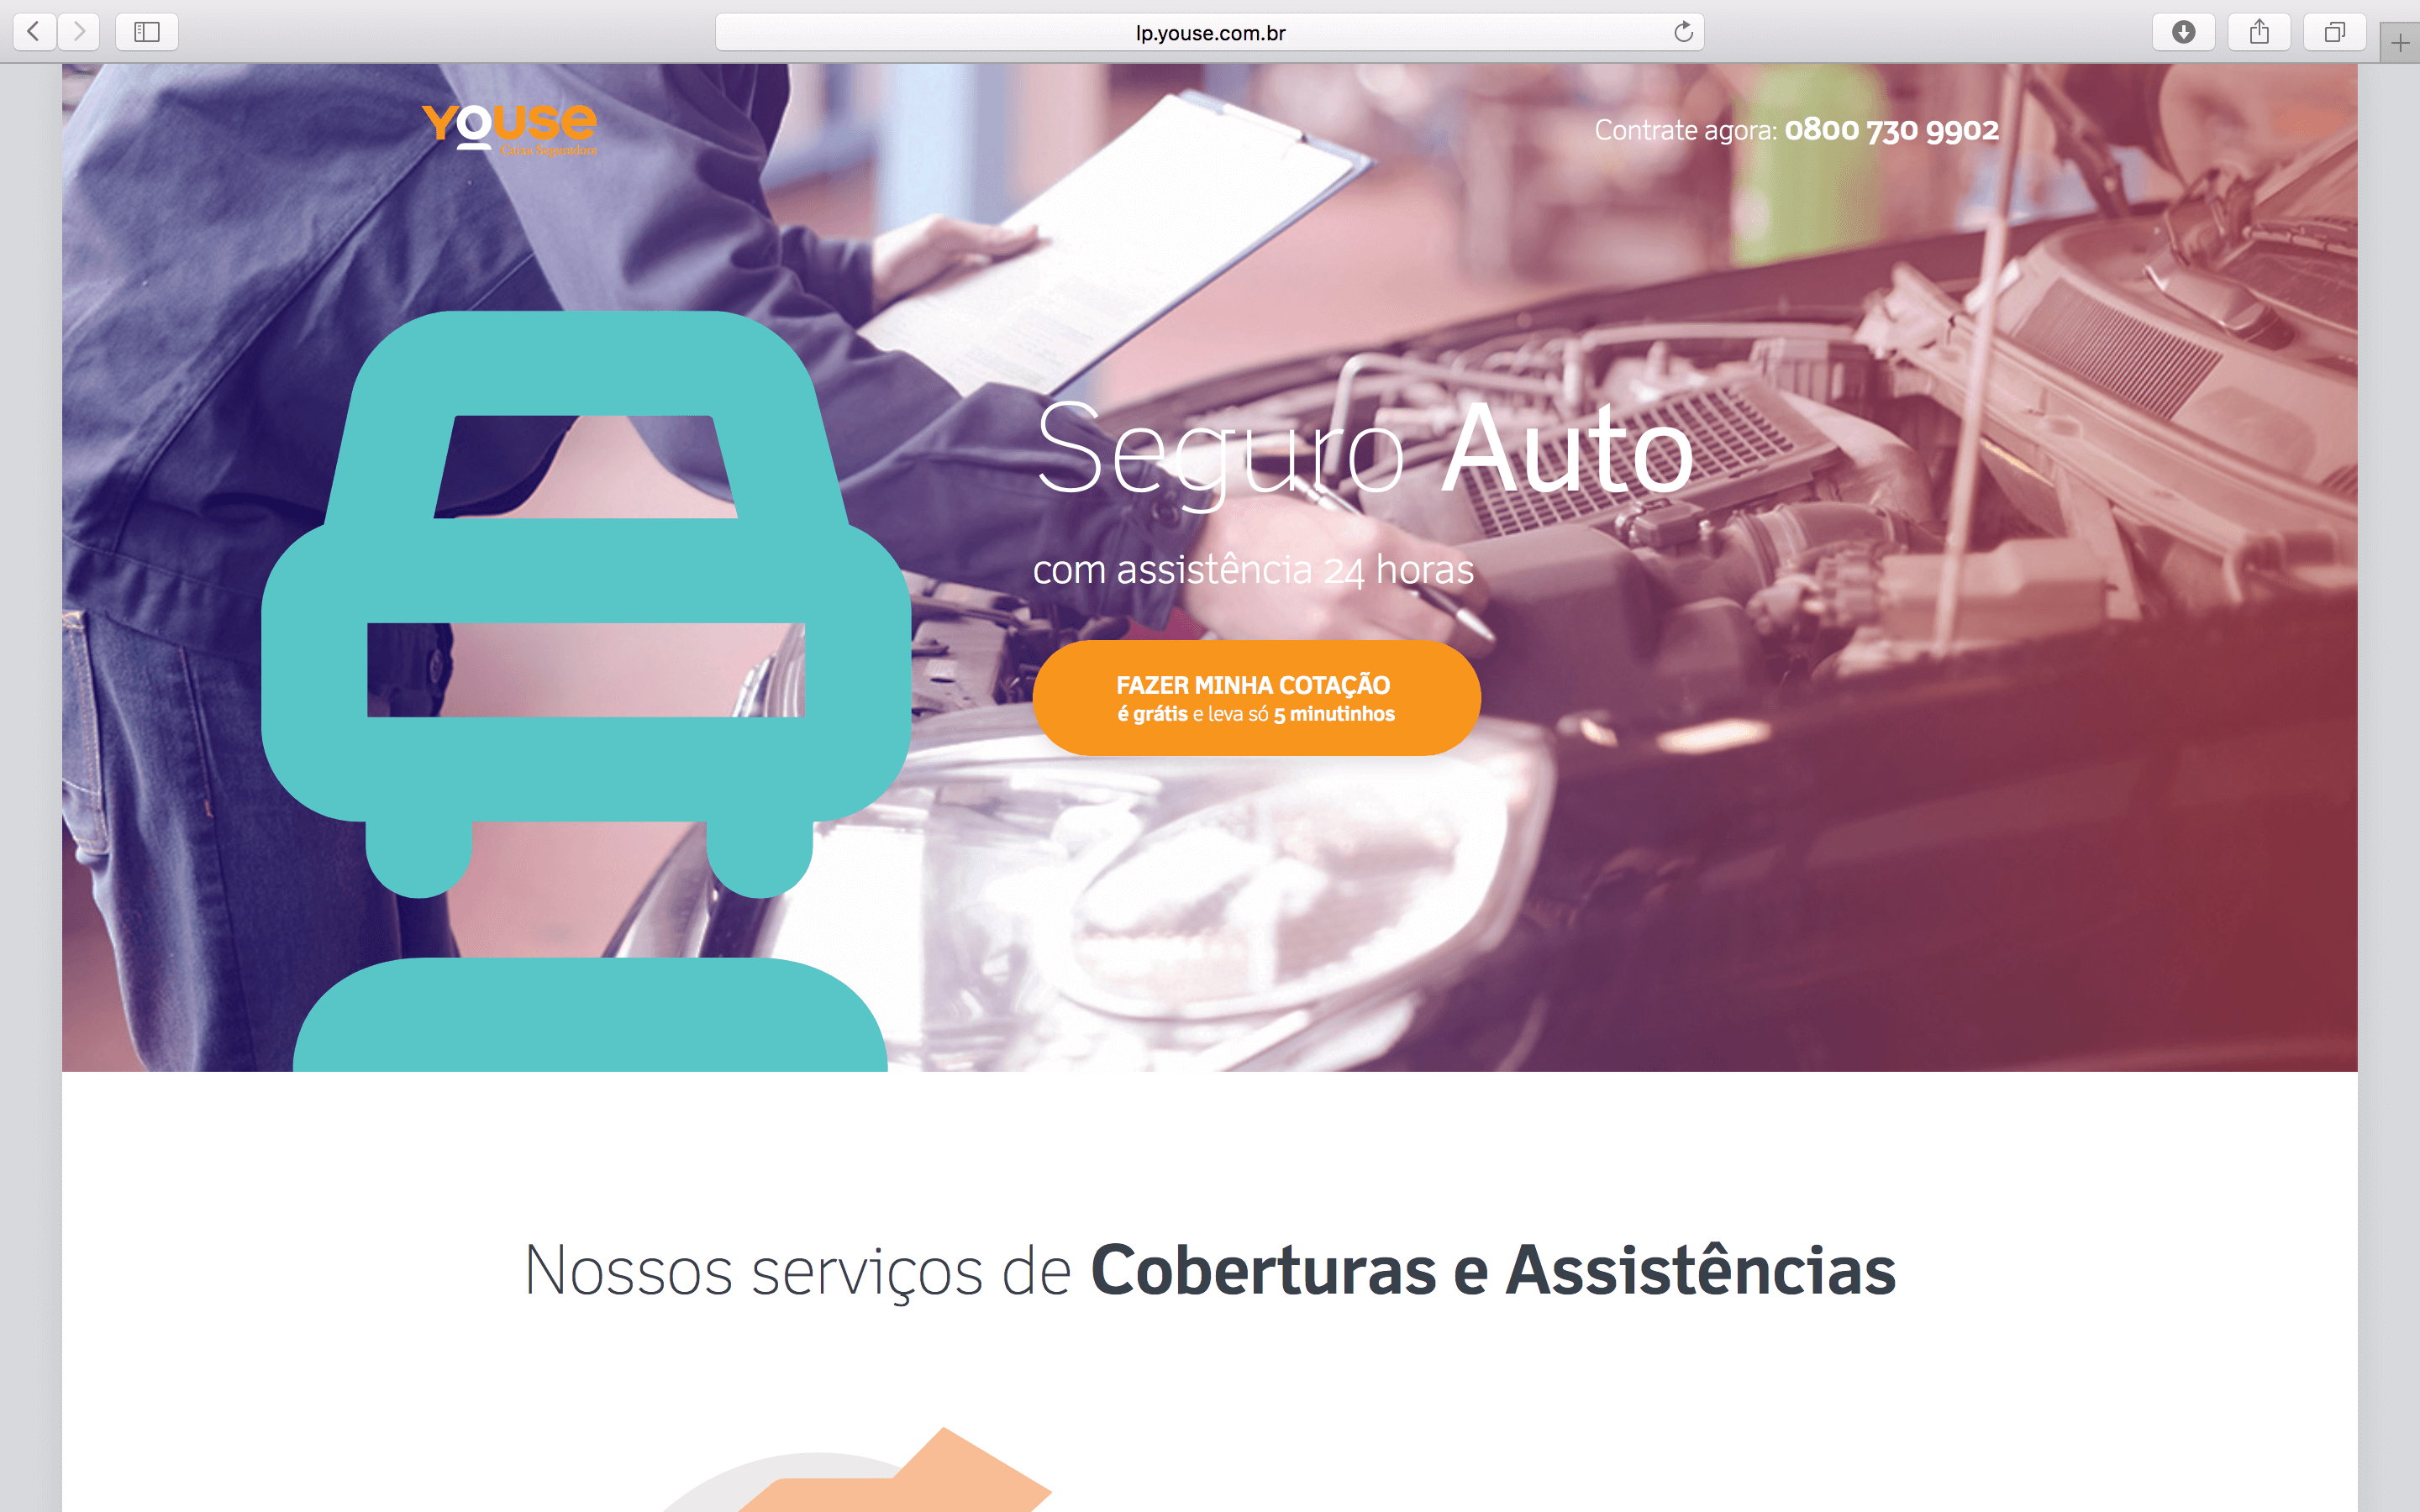 lp.youse.com.br
Youse
Caixa Seguradora
Contrate agora: 0800 730 9902
Seguro Auto
com assistência 24 horas
FAZER MINHA COTAÇÃO
é grátis e leva só 5 minutinhos
Nossos serviços de Coberturas e Assistências